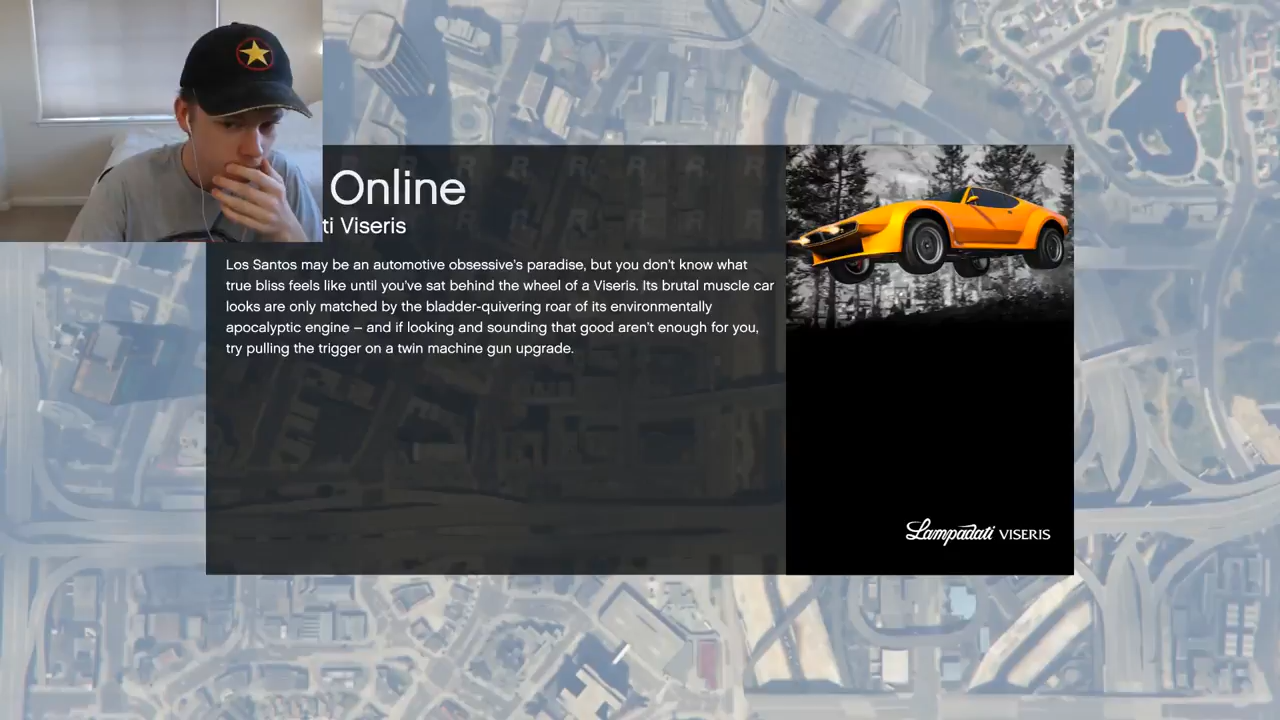 Online
ti Viseris
Los Santos may be an automotive obsessive's paradise, but you don't know what
true bliss feels like until you've sat behind the wheel of a Viseris. Its brutal muscle car
looks are only matched by the bladder-quivering roar of its environmentally
apocalyptic engine – and if looking and sounding that good aren't enough for you,
try pulling the trigger on a twin machine gun upgrade.
Lampadati VISERIS